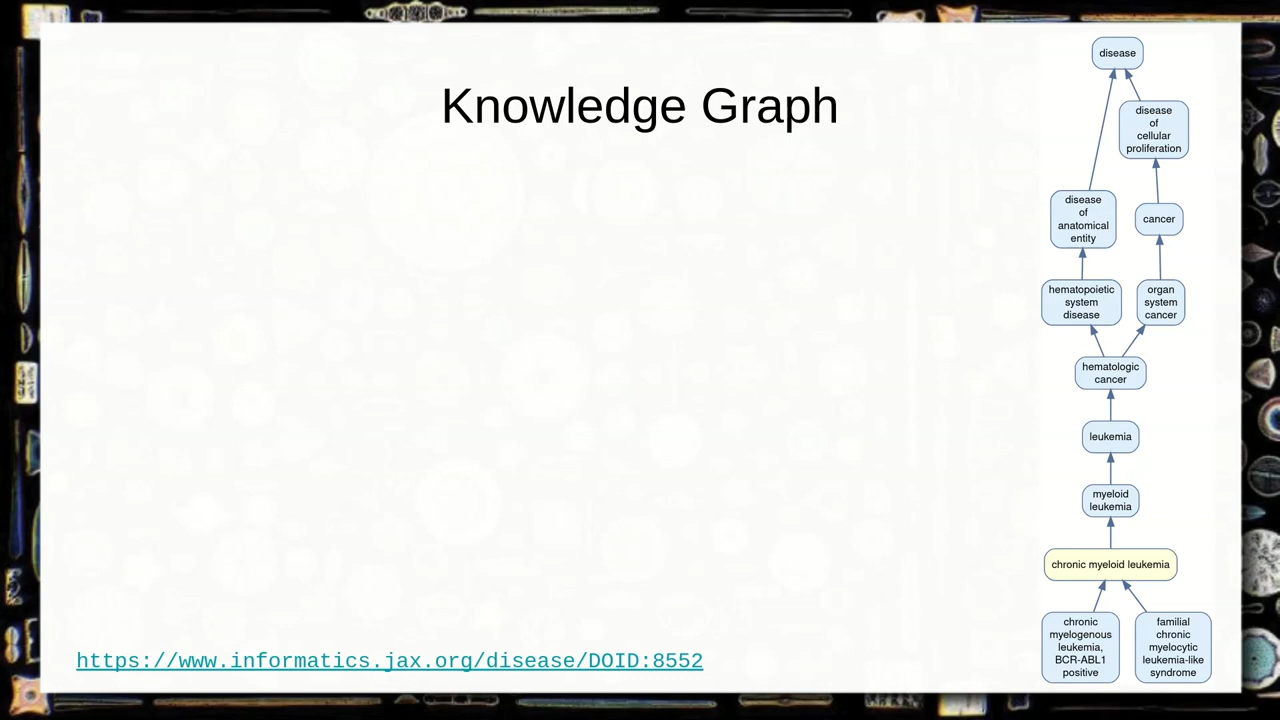 Knowledge Graph
disease
disease
of
cellular
proliferation
disease
of
anatomical
entity
cancer
hematopoietic
system
disease
organ
system
cancer
hematologic
cancer
leukemia
myeloid
leukemia
chronic myeloid leukemia
chronic
myelogenous
leukemia,
BCR-ABL1
positive
familial
chronic
myelocytic
leukemia-like
syndrome
https://www.informatics.jax.org/disease/DOID:8552